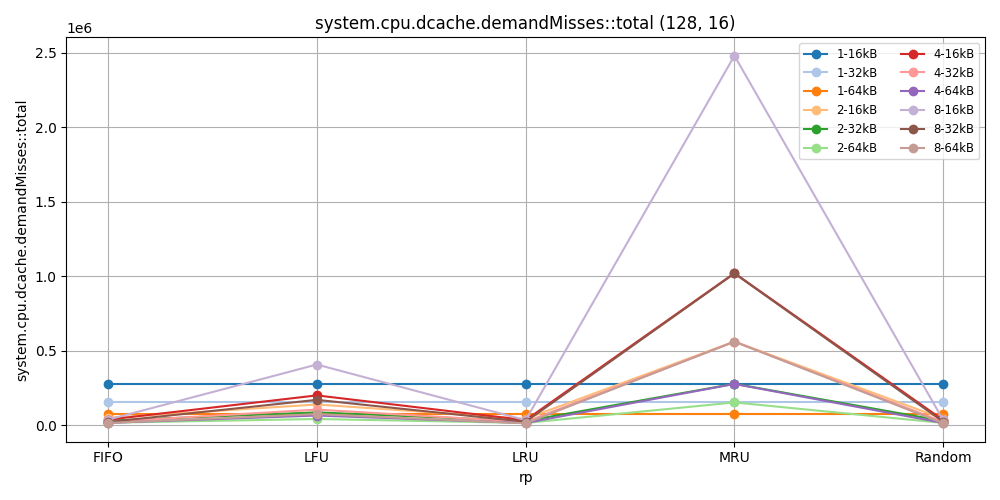 system.cpu.dcache.demandMisses::total (128, 16)
1e6
2.5
2.0
1.5
1.0
0.5
0.0
system.cpu.dcache.demandMisses::total
FIFO
LFU
LRU
MRU
Random
rp
1-16kB
1-32kB
1-64kB
2-16kB
2-32kB
2-64kB
4-16kB
4-32kB
4-64kB
8-16kB
8-32kB
8-64kB